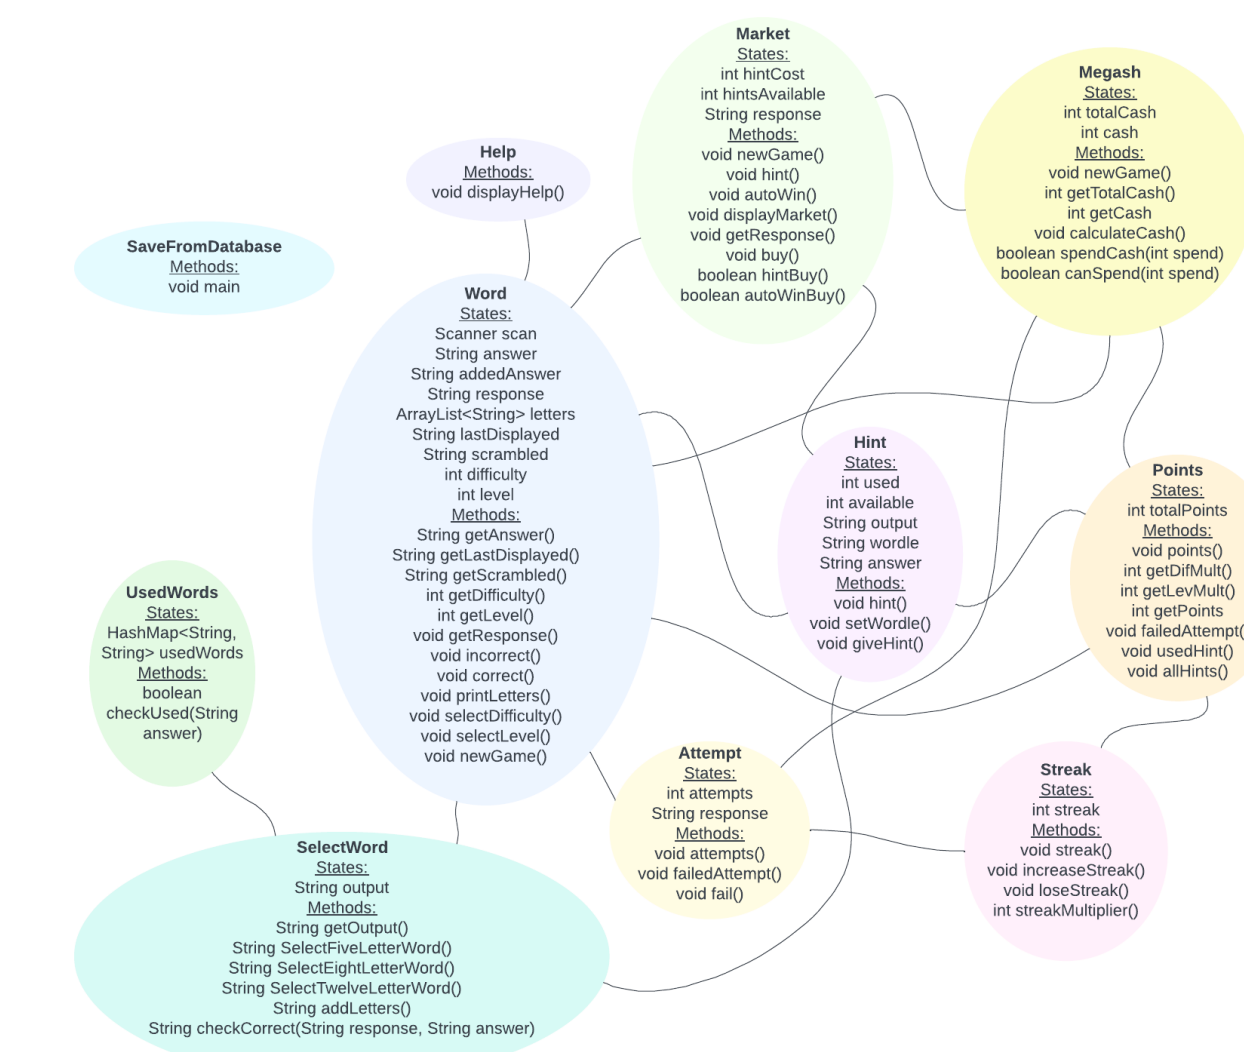 Market
States:
int hintCost
int hintsAvailable
String response
Methods:
void newGame()
void hint()
void autoWin()
void displayMarket()
void getResponse()
void buy()
boolean hintBuy()
boolean autoWinBuy()
Megash
States:
int totalCash
int cash
Methods:
void newGame()
int getTotalCash()
int getCash
void calculateCash()
boolean spendCash(int spend)
boolean canSpend(int spend)
Help
Methods:
void displayHelp()
SaveFromDatabase
Methods:
void main
Word
States:
Scanner scan
String answer
String addedAnswer
String response
ArrayList<String> letters
String lastDisplayed
String scrambled
int difficulty
int level
Methods:
String getAnswer()
String getLastDisplayed()
String getScrambled()
int getDifficulty()
int getLevel()
void getResponse()
void incorrect()
void correct()
void printLetters()
void selectDifficulty()
void selectLevel()
void newGame()
Hint
States:
int used
int available
String output
String wordle
String answer
Methods:
void hint()
void setWordle()
void giveHint()
Points
States:
int totalPoints
Methods:
void points()
int getDifMult()
int getLevMult()
int getPoints
void failedAttempt(
void usedHint()
void allHints()
UsedWords
States:
HashMap<String,
String> usedWords
Methods:
boolean
checkUsed(String
answer)
Attempt
States:
int attempts
String response
Methods:
void attempts()
void failedAttempt()
void fail()
Streak
States:
int streak
Methods:
void streak()
void increaseStreak()
void loseStreak()
int streakMultiplier()
SelectWord
States:
String output
Methods:
String getOutput()
String SelectFiveLetterWord()
String SelectEightLetterWord()
String SelectTwelveLetterWord()
String addLetters()
String checkCorrect(String response, String answer)